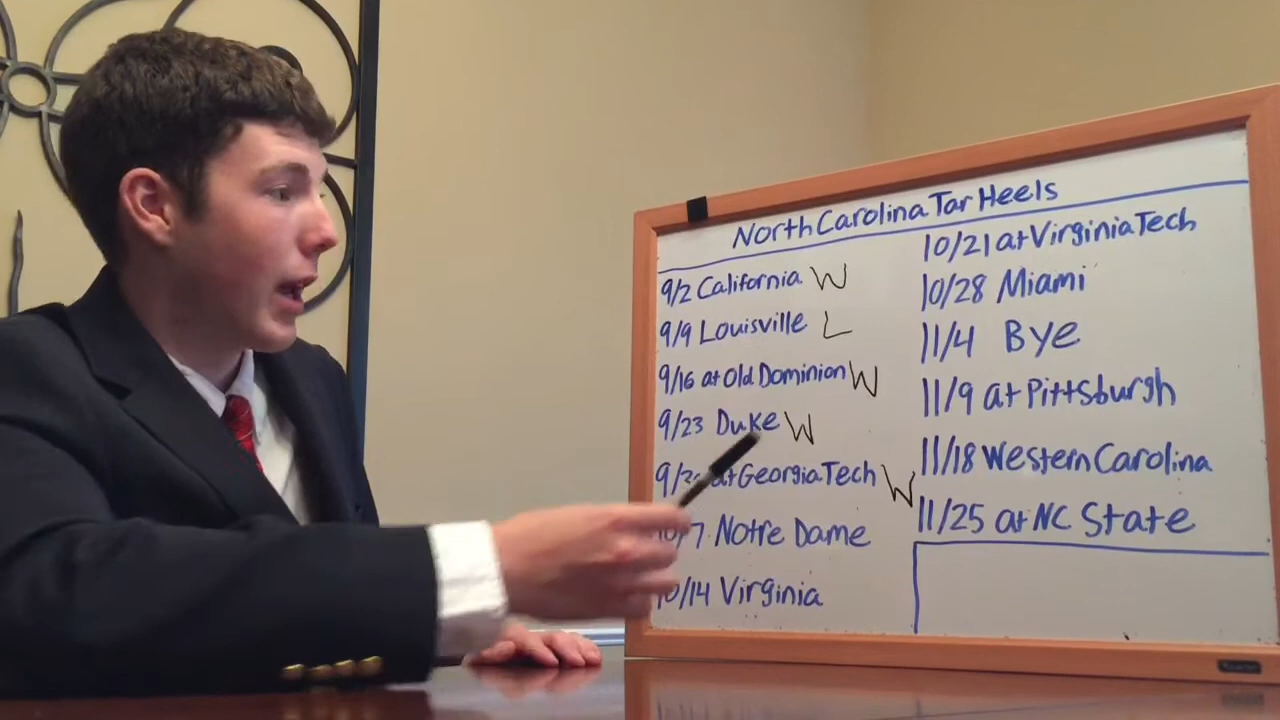 North Carolina Tar Heels
9/2 California W
9/9 Louisville L
9/16 at Old Dominion W
9/23 Duke W
at Georgia Tech W
Notre Dame
10/14 Virginia
10/21 at Virginia Tech
10/28 Miami
11/4 Bye
11/9 at Pittsburgh
11/18 Western Carolina
11/25 at NC State